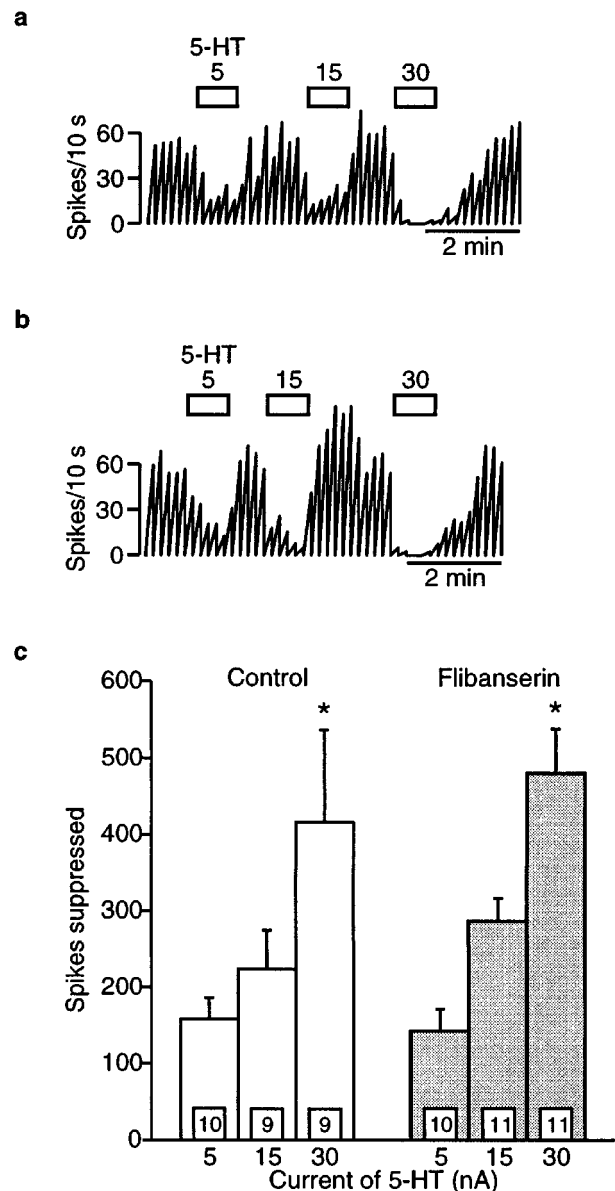 a
5-HT
5 15 30
Spikes/10 s
60
30
0
2 min
b
5-HT
5 15 30
Spikes/10 s
60
30
0
2 min
c
Spikes suppressed
600
500
400
300
200
100
0
Control Flibanserin
* *
10 9 9 10 11 11
5 15 30 5 15 30
Current of 5-HT (nA)